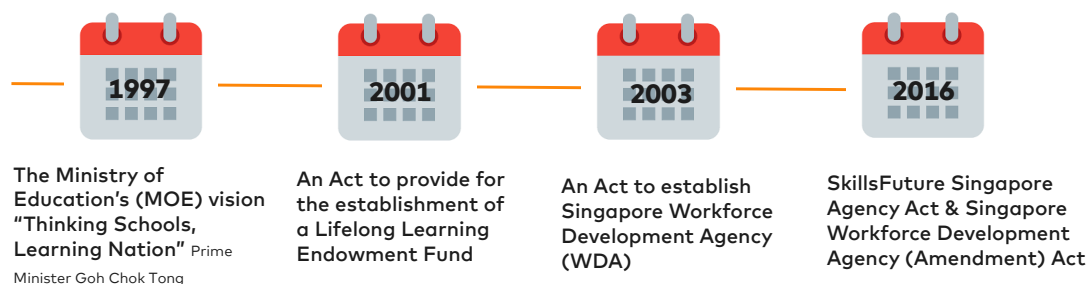 1997
The Ministry of
Education's (MOE) vision
“Thinking Schools,
Learning Nation” Prime
Minister Goh Chok Tong
2001
An Act to provide for
the establishment of
a Lifelong Learning
Endowment Fund
2003
An Act to establish
Singapore Workforce
Development Agency
(WDA)
2016
SkillsFuture Singapore
Agency Act & Singapore
Workforce Development
Agency (Amendment) Act